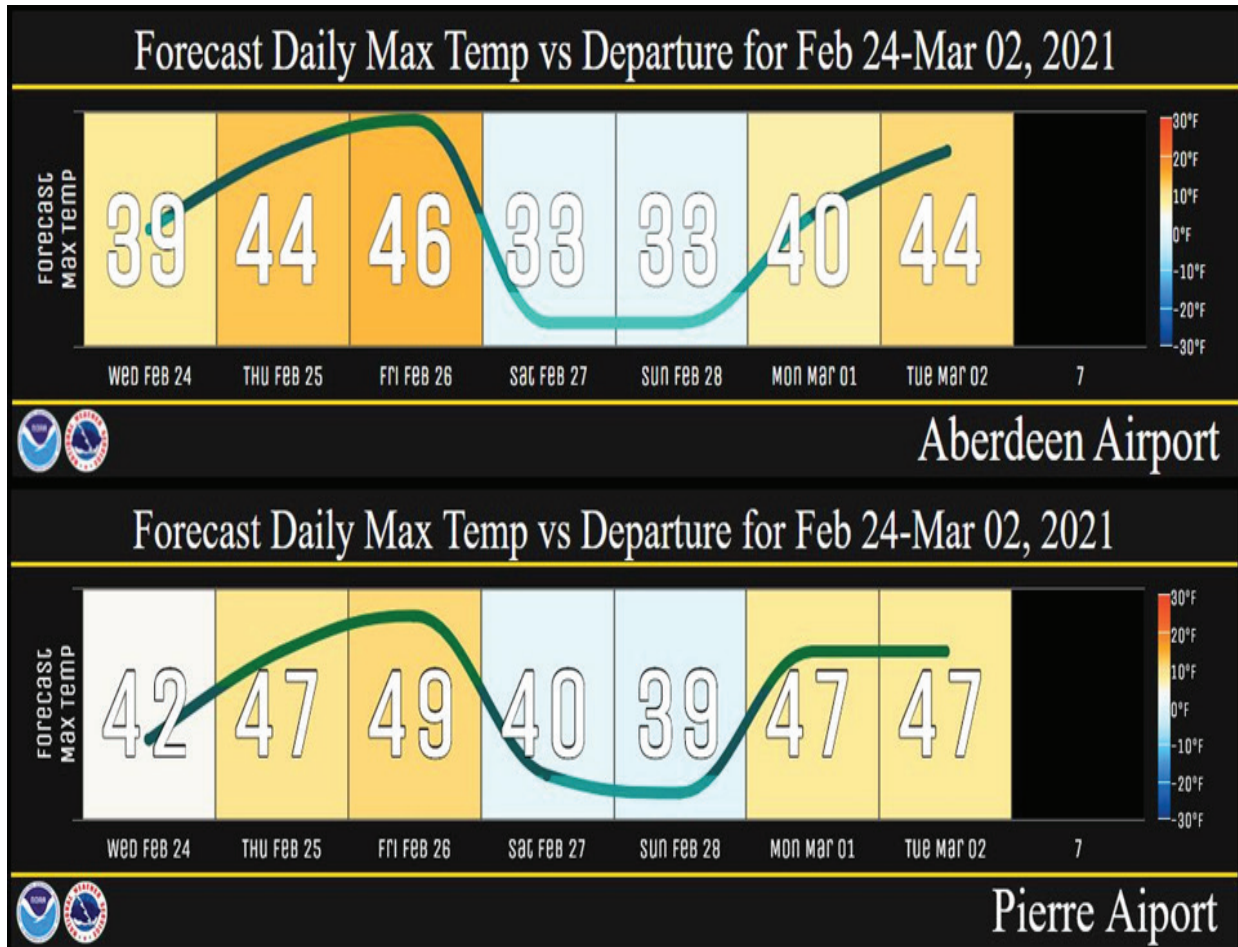 Forecast Daily Max Temp vs Departure for Feb 24-Mar 02, 2021
Forecast
Max Temp
39 44 46 33 33 40 44
30°F
20°F
10°F
0°F
-10°F
-20°F
-30°F
Wed Feb 24 Thu Feb 25 Fri Feb 26 Sat Feb 27 Sun Feb 28 Mon Mar 01 Tue Mar 02 7
Aberdeen Airport
Forecast Daily Max Temp vs Departure for Feb 24-Mar 02, 2021
Forecast
Max Temp
42 47 49 40 39 47 47
30°F
20°F
10°F
0°F
-10°F
-20°F
-30°F
Wed Feb 24 Thu Feb 25 Fri Feb 26 Sat Feb 27 Sun Feb 28 Mon Mar 01 Tue Mar 02 7
Pierre Aiport